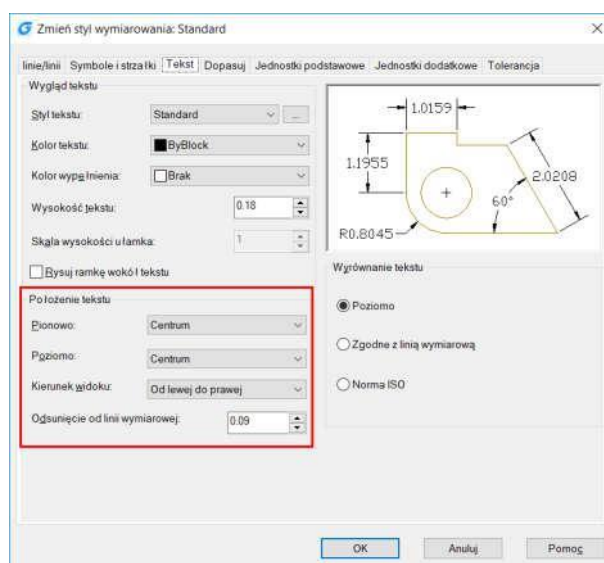 Zmień styl wymiarowania: Standard
linie/linii Symbole i strzałki Tekst Dopasuj Jednostki podstawowe Jednostki dodatkowe Tolerancja
Wygląd tekstu
Styl tekstu: Standard ...
Kolor tekstu: ByBlock
Kolor wypełnienia: Brak
Wysokość tekstu: 0.18
Skala wysokości ułamka: 1
Rysuj ramkę wokół tekstu
Położenie tekstu
Pionowo: Centrum
Poziomo: Centrum
Kierunek widoku: Od lewej do prawej
Odsunięcie od linii wymiarowej: 0.09
1.0159
1.1955
2.0208
60°
R0.8045
Wyrównanie tekstu
Poziomo
Zgodne z linią wymiarową
Norma ISO
OK Anuluj Pomoc